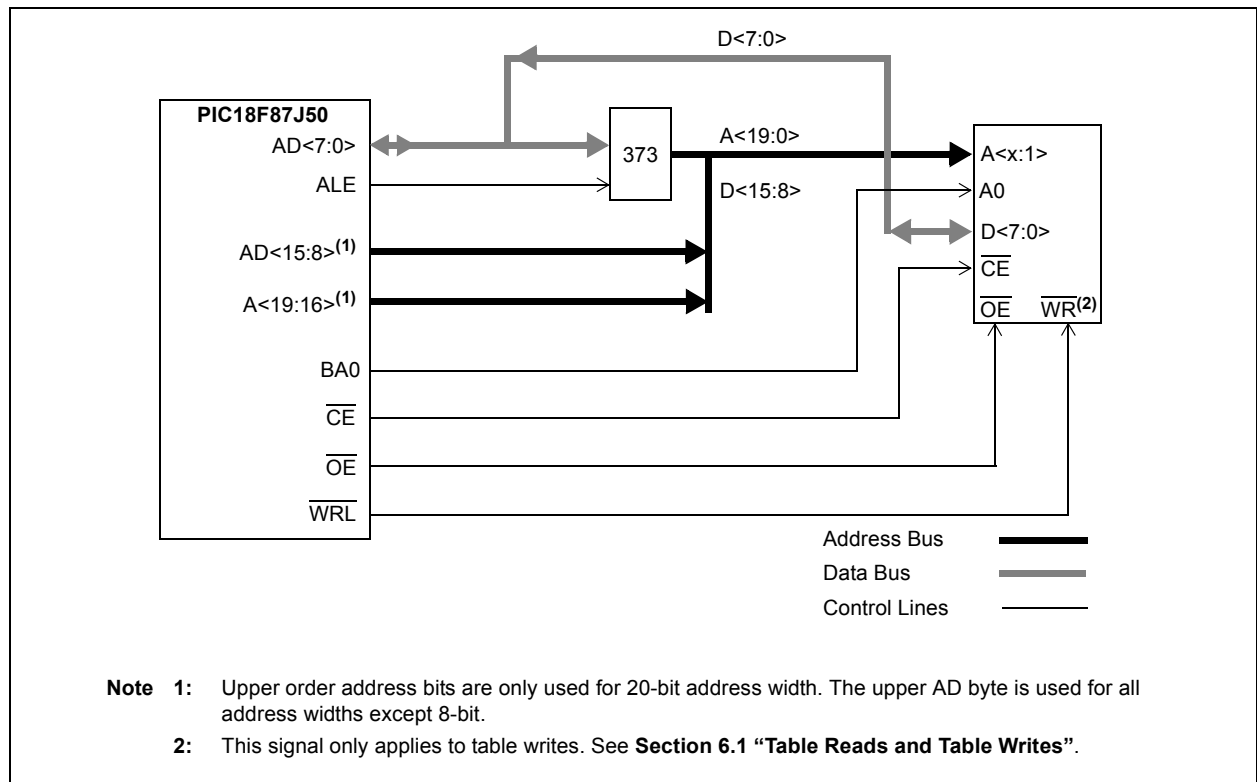 D<7:0>
PIC18F87J50
AD<7:0>
373
A<19:0>
A<x:1>
ALE
D<15:8>
A0
AD<15:8>(1)
D<7:0>
CE
A<19:16>(1)
OE WR(2)
BA0
CE
OE
WRL
Address Bus
Data Bus
Control Lines
Note 1: Upper order address bits are only used for 20-bit address width. The upper AD byte is used for all
address widths except 8-bit.
2: This signal only applies to table writes. See Section 6.1 “Table Reads and Table Writes”.